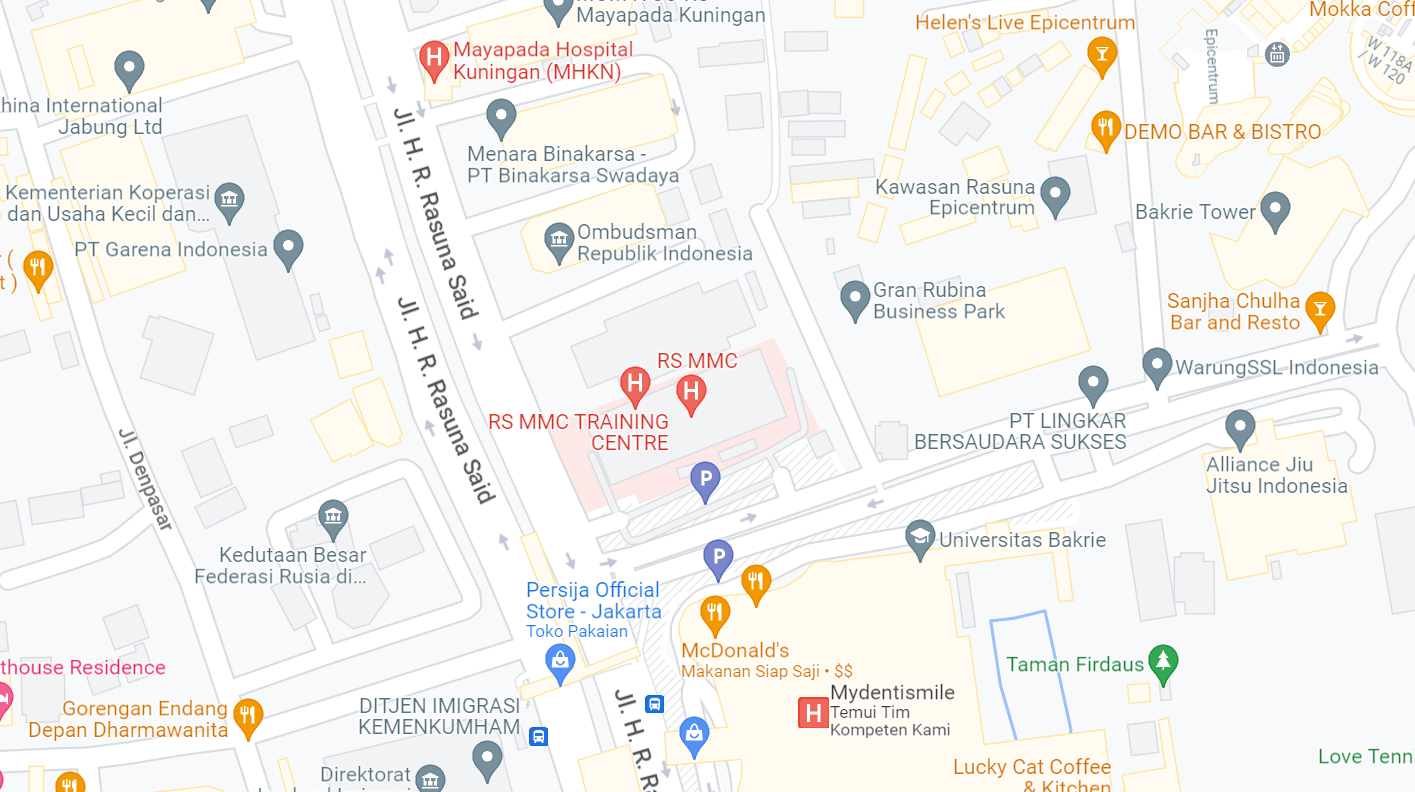 Mayapada Kuningan
Helen's Live Epicentrum
Mokka Coff
Mayapada Hospital
Kuningan (MHKN)
Epicentrum
W 118A
/ W 120
hina International
Jabung Ltd
Jl. H. R. Rasuna Said
DEMO BAR & BISTRO
Menara Binakarsa -
PT Binakarsa Swadaya
Kementerian Koperasi
dan Usaha Kecil dan...
Kawasan Rasuna
Epicentrum
Bakrie Tower
PT Garena Indonesia
Ombudsman
Republik Indonesia
( 
t )
Gran Rubina
Business Park
Sanjha Chulha
Bar and Resto
Jl. H. R. Rasuna Said
RS MMC
WarungSSL Indonesia
RS MMC TRAINING
CENTRE
PT LINGKAR
BERSAUDARA SUKSES
Jl. Denpasar
P
Alliance Jiu
Jitsu Indonesia
Kedutaan Besar
Federasi Rusia di...
P
Universitas Bakrie
Persija Official
Store - Jakarta
Toko Pakaian
McDonald's
Makanan Siap Saji • $$
thouse Residence
Taman Firdaus
Gorengan Endang
Depan Dharmawanita
DITJEN IMIGRASI
KEMENKUMHAM
Jl. H. R. Ra
Mydentismile
Temui Tim
Kompeten Kami
Direktorat
Lucky Cat Coffee
& Kitchen
Love Tenn